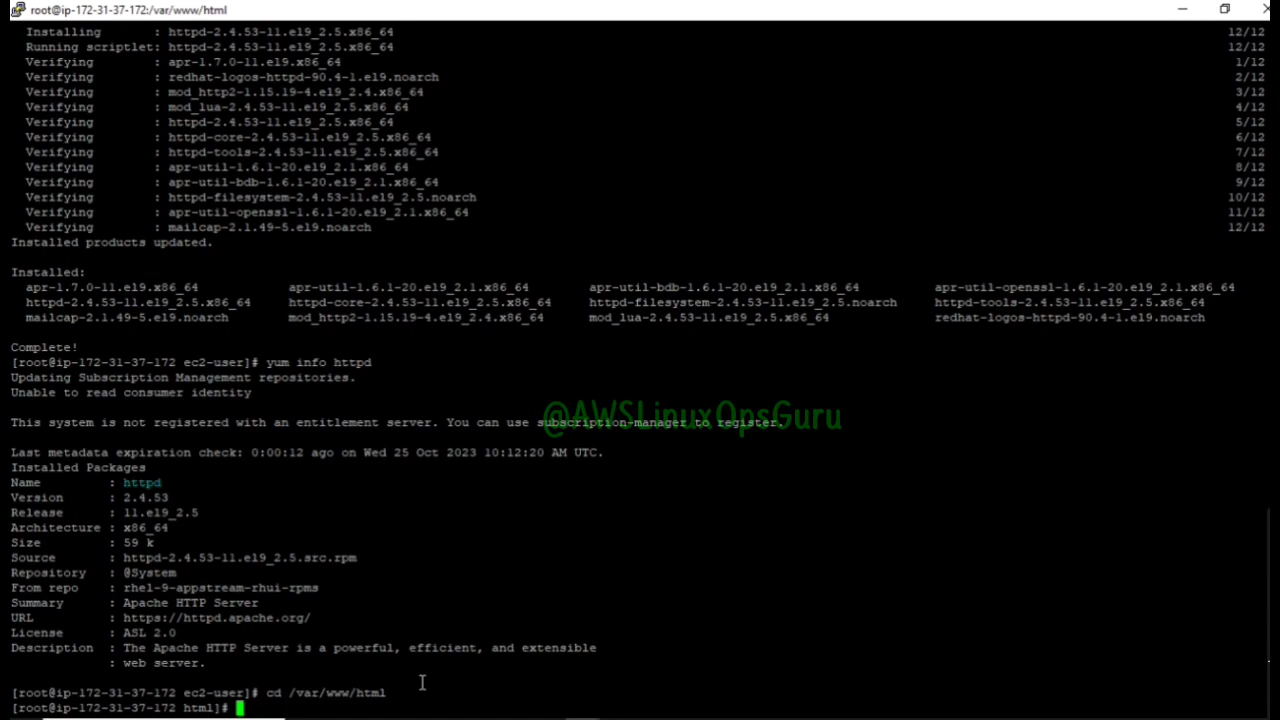 root@ip-172-31-37-172:/var/www/html
Installing : httpd-2.4.53-11.el9_2.5.x86_64 12/12
Running scriptlet: httpd-2.4.53-11.el9_2.5.x86_64 12/12
Verifying : apr-1.7.0-11.el9.x86_64 1/12
Verifying : redhat-logos-httpd-90.4-1.el9.noarch 2/12
Verifying : mod_http2-1.15.19-4.el9_2.4.x86_64 3/12
Verifying : mod_lua-2.4.53-11.el9_2.5.x86_64 4/12
Verifying : httpd-2.4.53-11.el9_2.5.x86_64 5/12
Verifying : httpd-core-2.4.53-11.el9_2.5.x86_64 6/12
Verifying : httpd-tools-2.4.53-11.el9_2.5.x86_64 7/12
Verifying : apr-util-1.6.1-20.el9_2.1.x86_64 8/12
Verifying : apr-util-bdb-1.6.1-20.el9_2.1.x86_64 9/12
Verifying : httpd-filesystem-2.4.53-11.el9_2.5.noarch 10/12
Verifying : apr-util-openssl-1.6.1-20.el9_2.1.x86_64 11/12
Verifying : mailcap-2.1.49-5.el9.noarch 12/12
Installed products updated.
Installed:
apr-1.7.0-11.el9.x86_64 apr-util-1.6.1-20.el9_2.1.x86_64 apr-util-bdb-1.6.1-20.el9_2.1.x86_64 apr-util-openssl-1.6.1-20.el9_2.1.x86_64
httpd-2.4.53-11.el9_2.5.x86_64 httpd-core-2.4.53-11.el9_2.5.x86_64 httpd-filesystem-2.4.53-11.el9_2.5.noarch httpd-tools-2.4.53-11.el9_2.5.x86_64
mailcap-2.1.49-5.el9.noarch mod_http2-1.15.19-4.el9_2.4.x86_64 mod_lua-2.4.53-11.el9_2.5.x86_64 redhat-logos-httpd-90.4-1.el9.noarch
Complete!
[root@ip-172-31-37-172 ec2-user]# yum info httpd
Updating Subscription Management repositories.
Unable to read consumer identity
@AWSLinuxOpsGuru
This system is not registered with an entitlement server. You can use subscription-manager to register.
Last metadata expiration check: 0:00:12 ago on Wed 25 Oct 2023 10:12:20 AM UTC.
Installed Packages
Name : httpd
Version : 2.4.53
Release : 11.el9_2.5
Architecture : x86_64
Size : 59 k
Source : httpd-2.4.53-11.el9_2.5.src.rpm
Repository : @System
From repo : rhel-9-appstream-rhui-rpms
Summary : Apache HTTP Server
URL : https://httpd.apache.org/
License : ASL 2.0
Description : The Apache HTTP Server is a powerful, efficient, and extensible
: web server.
[root@ip-172-31-37-172 ec2-user]# cd /var/www/html
[root@ip-172-31-37-172 html]#